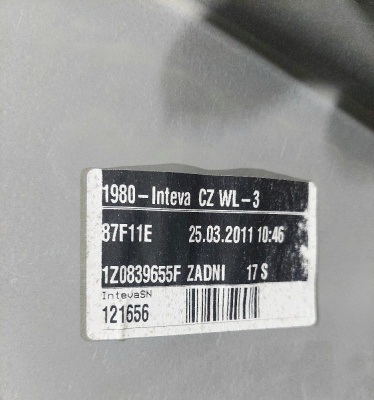 1980-Inteva CZ WL-3
87F11E 25.03.2011 10:46
1Z0839655F ZADNI 17 S
IntevaSN
121656